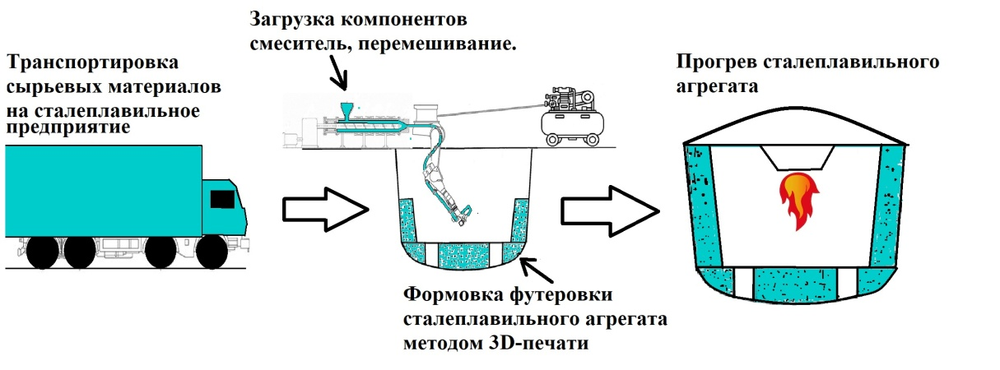 Транспортировка
сырьевых материалов
на сталеплавильное
предприятие
Загрузка компонентов
смеситель, перемешивание.
Формовка футеровки
сталеплавильного агрегата
методом 3D-печати
Прогрев сталеплавильного
агрегата